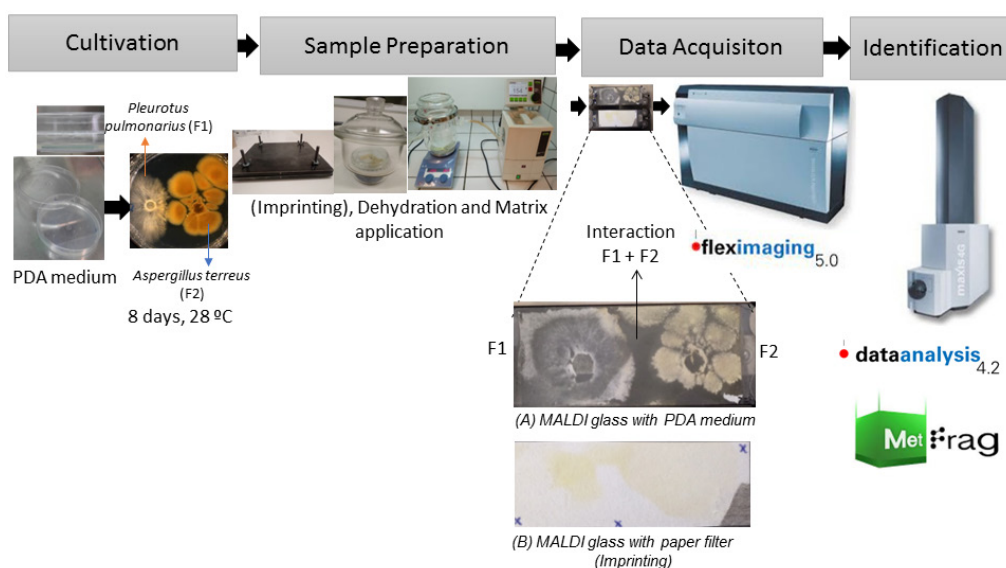 Cultivation
Sample Preparation
Data Acquisiton
Identification
Pleurotus
pulmonarius (F1)
PDA medium
Aspergillus terreus
(F2)
8 days, 28 ºC
(Imprinting), Dehydration and Matrix
application
Interaction
F1 + F2
fleximaging
5.0
F1
F2
(A) MALDI glass with PDA medium
(B) MALDI glass with paper filter
(Imprinting)
maxis 4G
dataanalysis
4.2
MetFrag